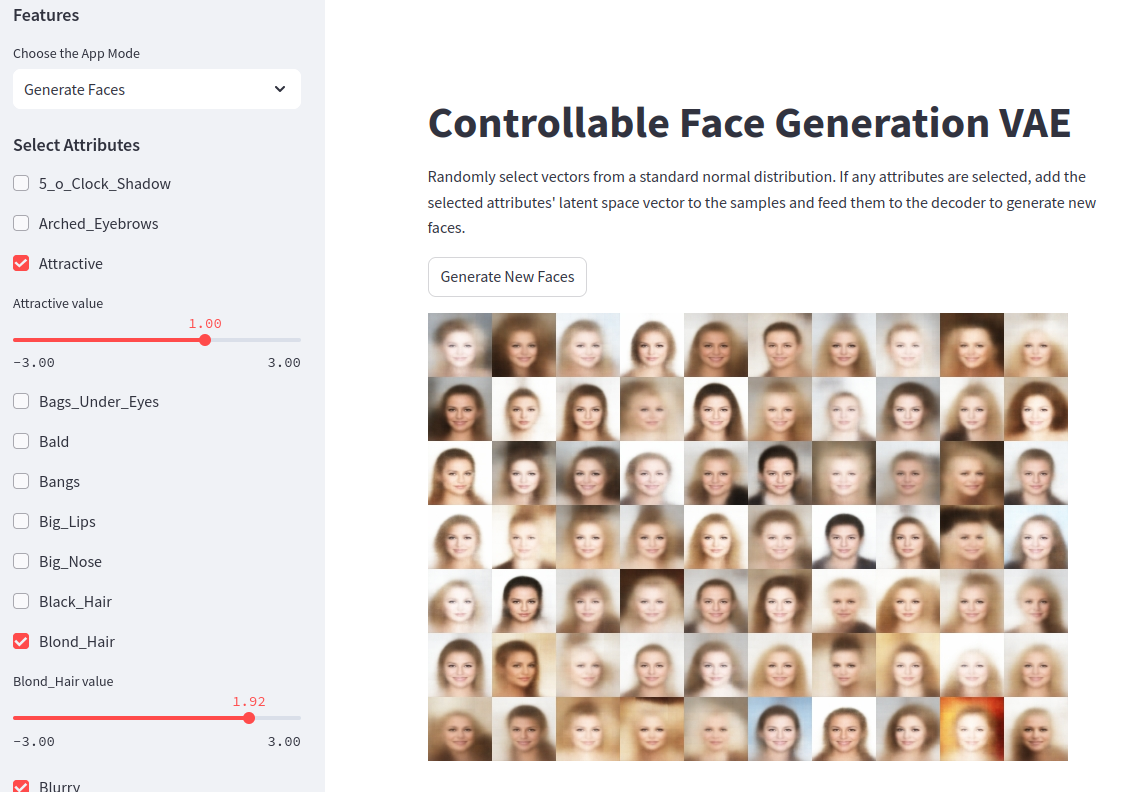 Features
Choose the App Mode
Generate Faces
Select Attributes
5_o_Clock_Shadow
Arched_Eyebrows
Attractive
Attractive value
1.00
−3.00 3.00
Bags_Under_Eyes
Bald
Bangs
Big_Lips
Big_Nose
Black_Hair
Blond_Hair
Blond_Hair value
1.92
−3.00 3.00
Blurry
Controllable Face Generation VAE
Randomly select vectors from a standard normal distribution. If any attributes are selected, add the
selected attributes' latent space vector to the samples and feed them to the decoder to generate new
faces.
Generate New Faces